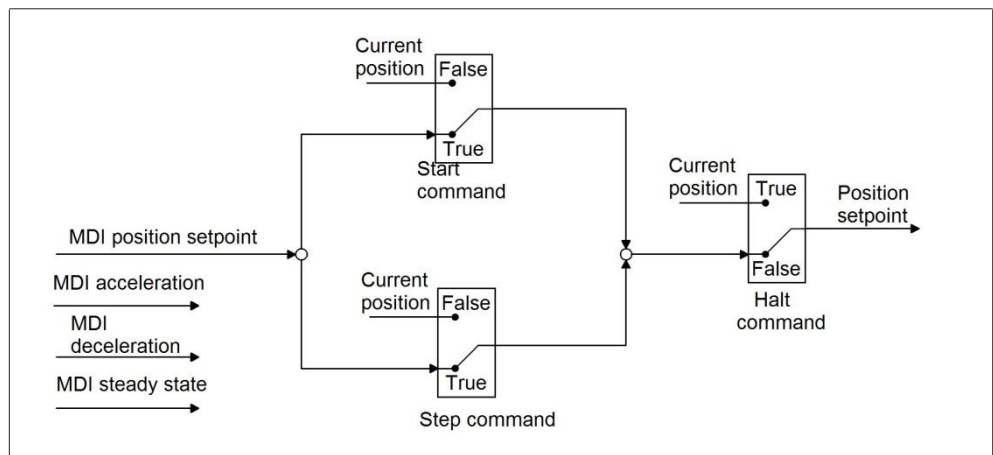 Current
position
False
True
Start
command
MDI position setpoint
MDI acceleration
MDI
deceleration
MDI steady state
Current
position
False
True
Step command
Current
position
True
False
Halt
command
Position
setpoint